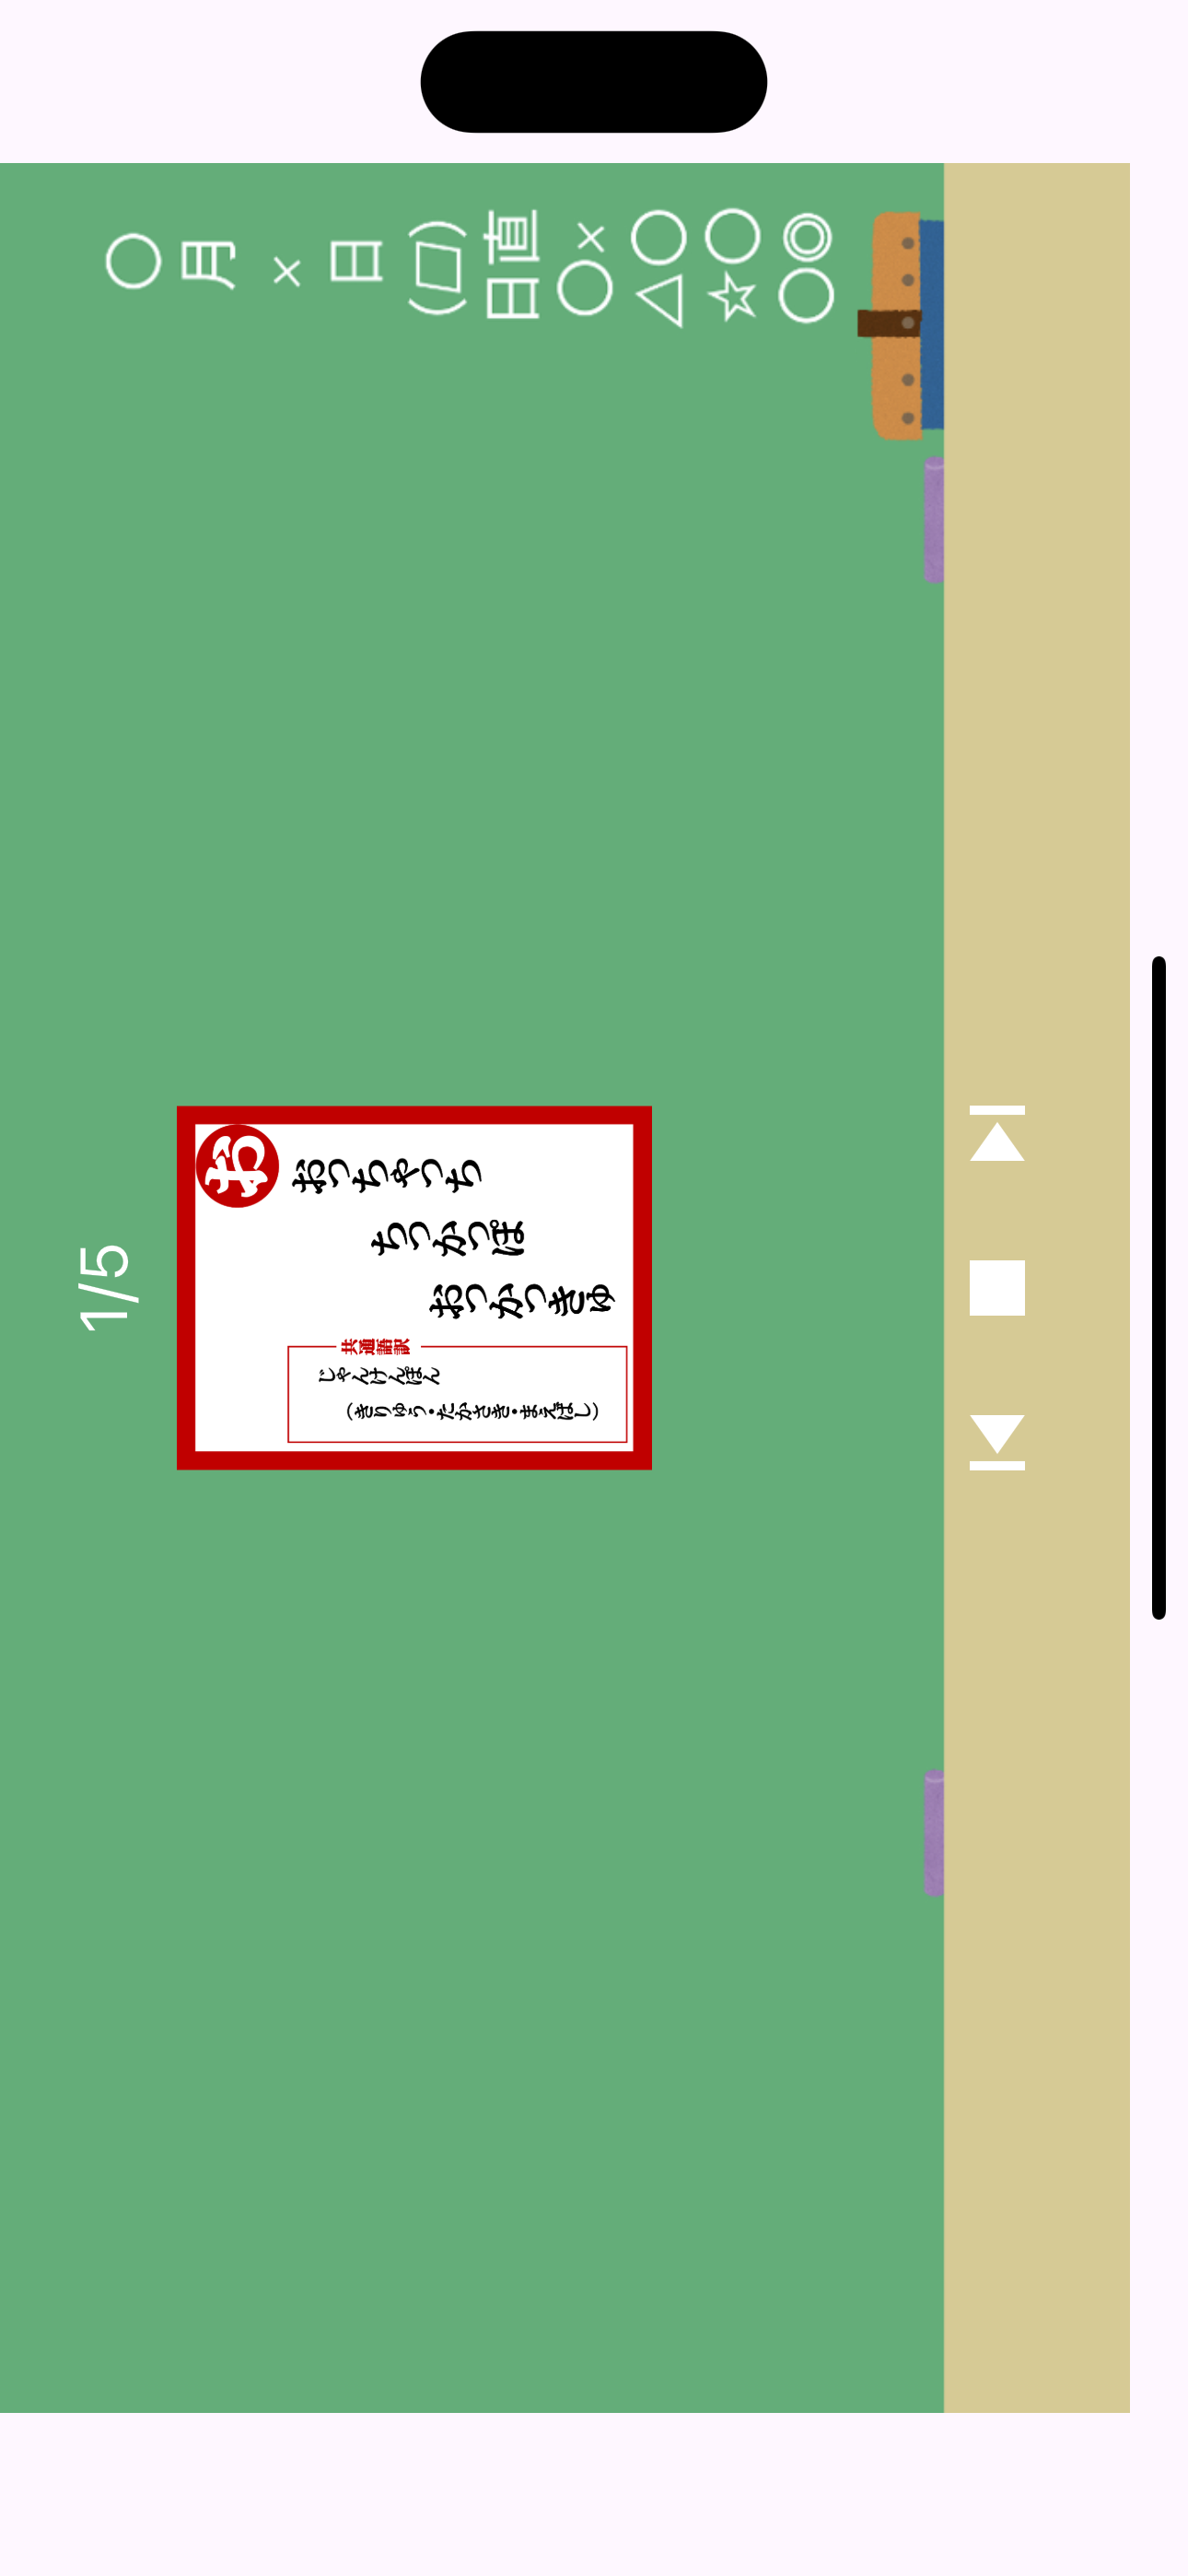 1/5
○月×日(▱)
日直
○×
△○
☆○
○◎
お
おっちゃっち
ちっかっぽ
おっかっきゅ
共通語訳
じゃんけんぽん
(きりゅう・たかさき・まえばし)